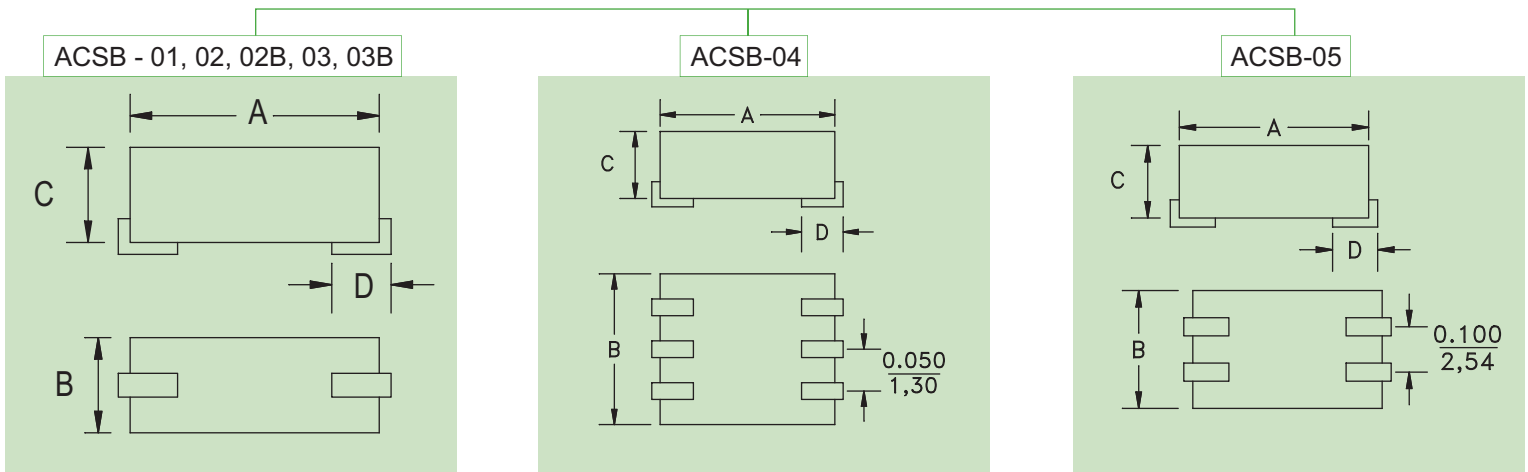 ACSB - 01, 02, 02B, 03, 03B
A
C
D
B
ACSB-04
A
C
D
B
0.050
1,30
ACSB-05
A
C
D
B
0.100
2,54